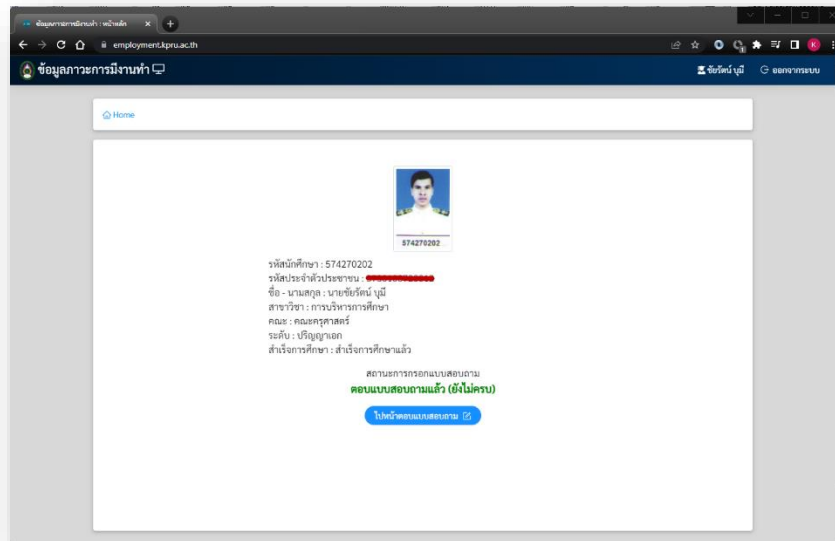 ข้อมูลภาวะการมีงานทำ : หน้าหลัก
employment.kpru.ac.th
ข้อมูลภาวะการมีงานทำ
ชัยรัตน์ บุมี
ออกจากระบบ
Home
574270202
รหัสนักศึกษา : 574270202
รหัสประจำตัวประชาชน :
ชื่อ - นามสกุล : นายชัยรัตน์ บุมี
สาขาวิชา : การบริหารการศึกษา
คณะ : คณะครุศาสตร์
ระดับ : ปริญญาเอก
สำเร็จการศึกษา : สำเร็จการศึกษาแล้ว
สถานะการกรอกแบบสอบถาม
ตอบแบบสอบถามแล้ว (ยังไม่ครบ)
ไปหน้าตอบแบบสอบถาม